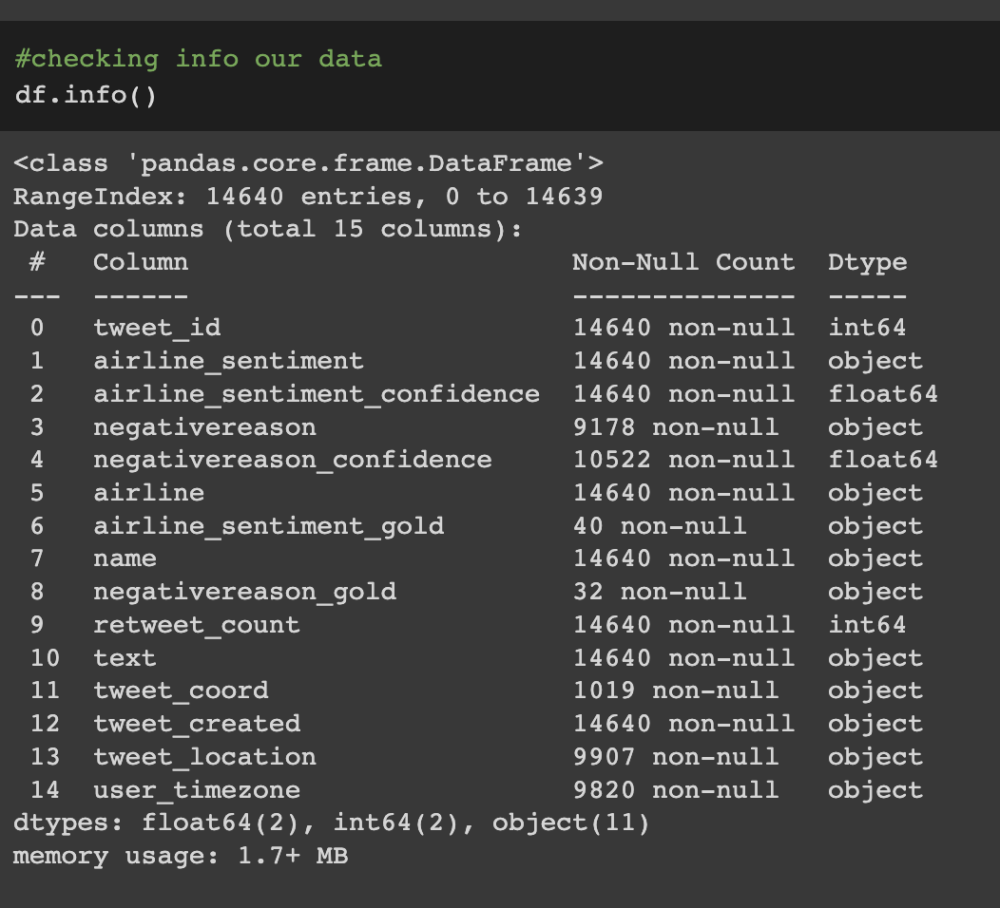 #checking info our data
df.info()
<class 'pandas.core.frame.DataFrame'>
RangeIndex: 14640 entries, 0 to 14639
Data columns (total 15 columns):
 #   Column                        Non-Null Count  Dtype
---  ------                        --------------  -----
 0   tweet_id                      14640 non-null  int64
 1   airline_sentiment             14640 non-null  object
 2   airline_sentiment_confidence  14640 non-null  float64
 3   negativereason                9178 non-null   object
 4   negativereason_confidence     10522 non-null  float64
 5   airline                       14640 non-null  object
 6   airline_sentiment_gold        40 non-null     object
 7   name                          14640 non-null  object
 8   negativereason_gold           32 non-null     object
 9   retweet_count                 14640 non-null  int64
 10  text                          14640 non-null  object
 11  tweet_coord                   1019 non-null   object
 12  tweet_created                 14640 non-null  object
 13  tweet_location                9907 non-null   object
 14  user_timezone                 9820 non-null   object
dtypes: float64(2), int64(2), object(11)
memory usage: 1.7+ MB